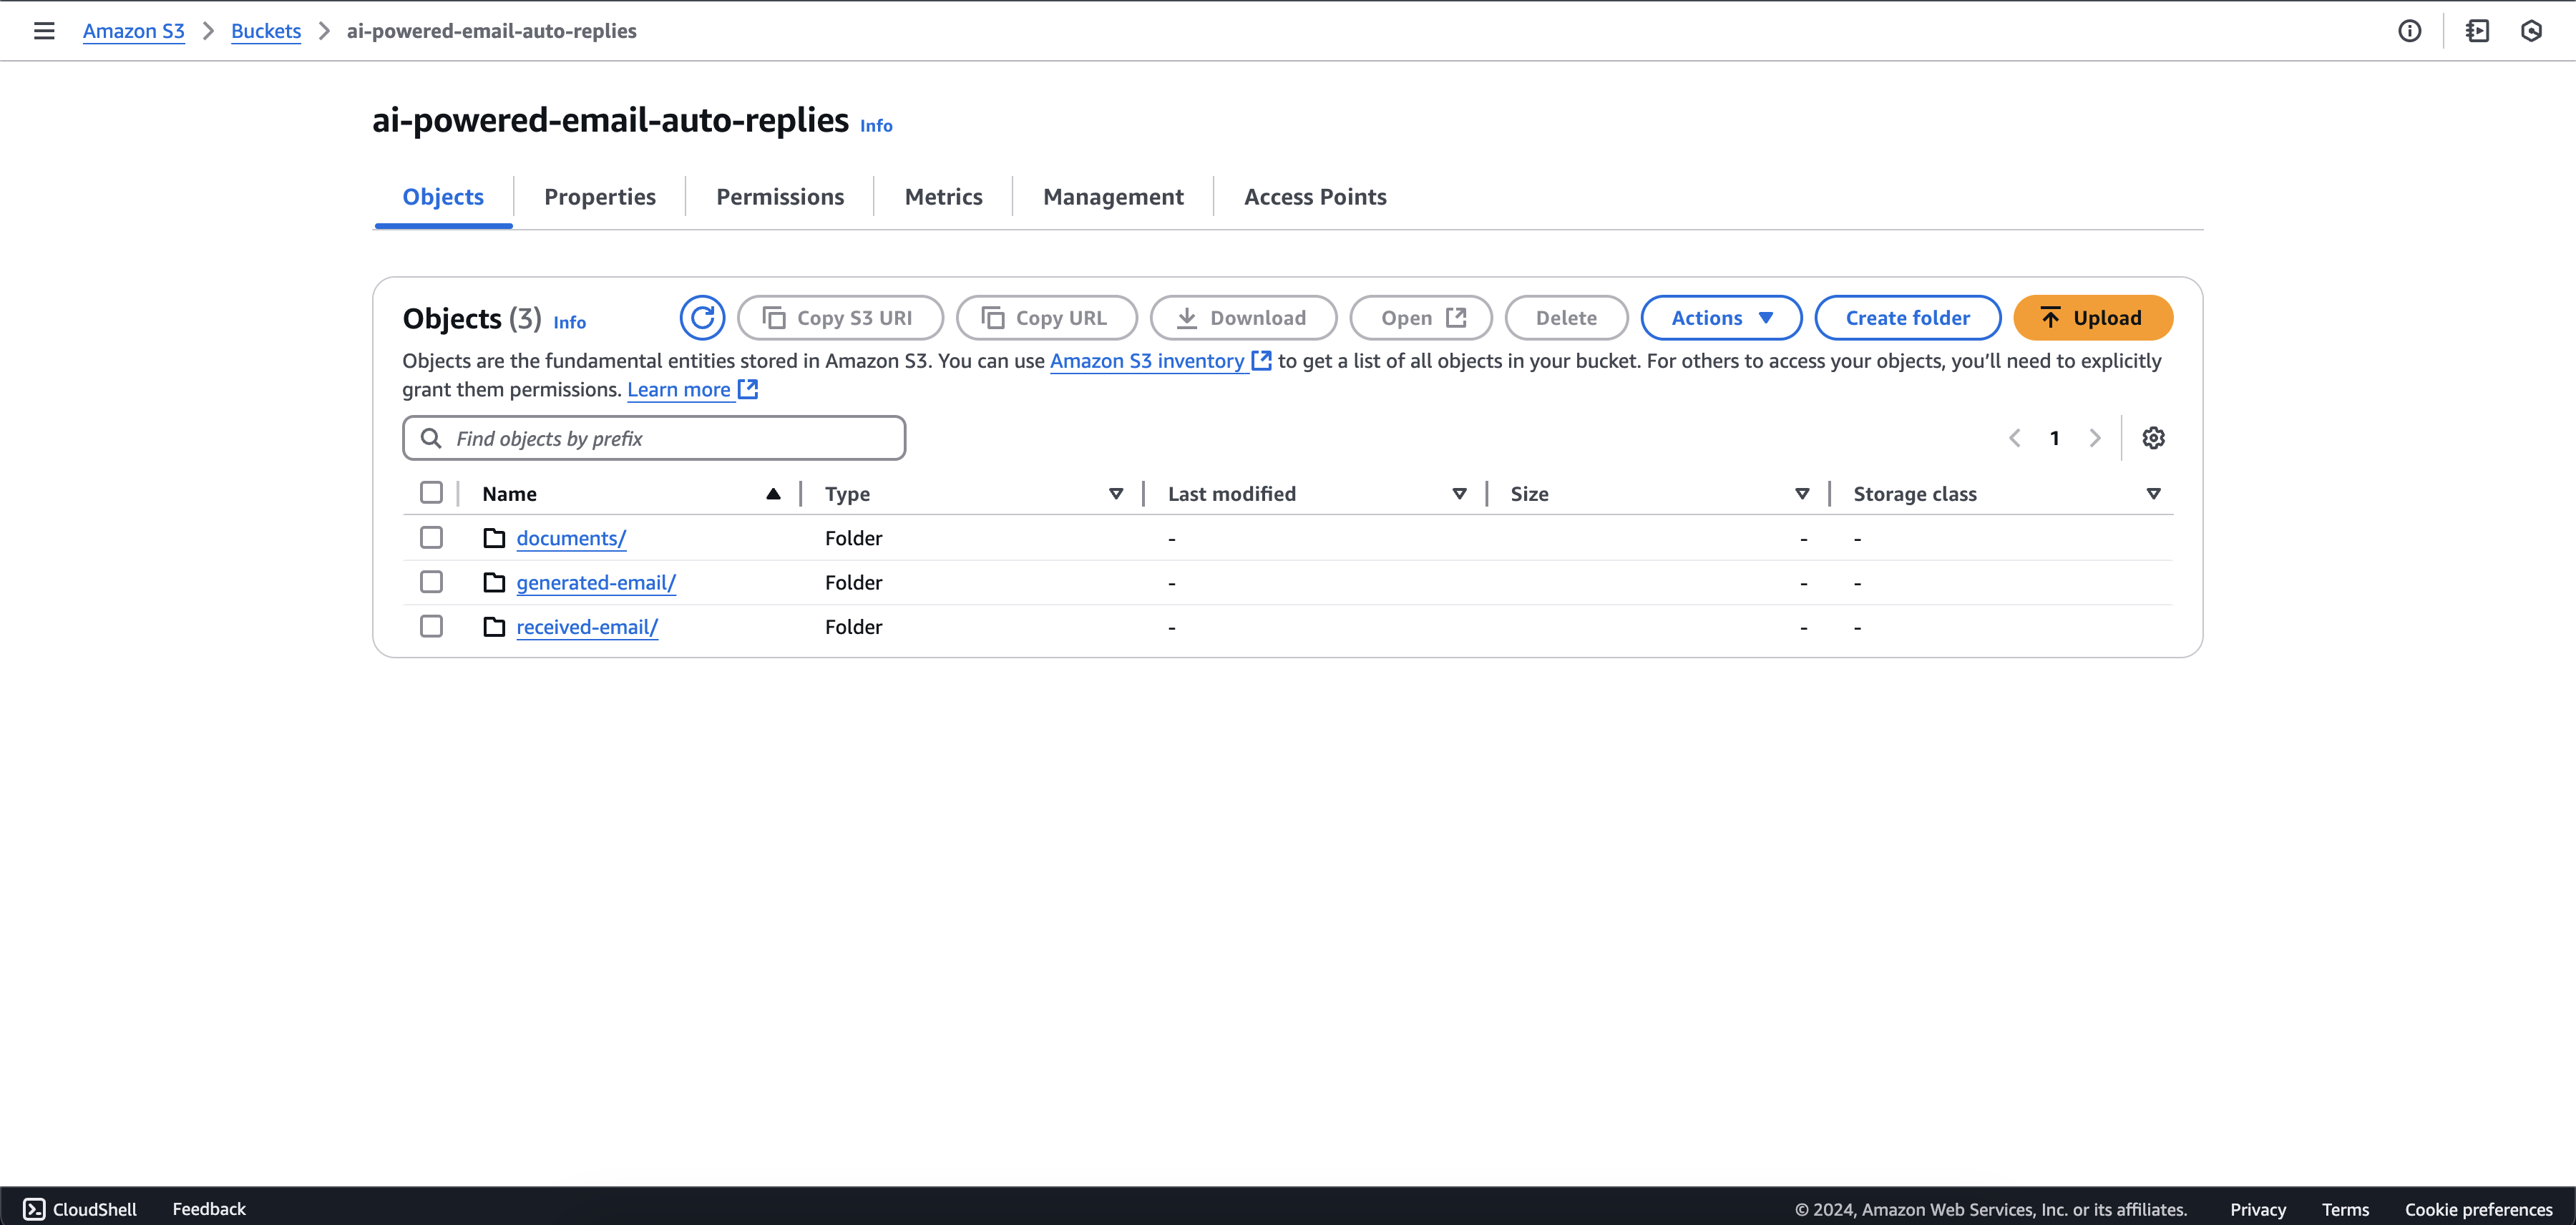 Amazon S3 > Buckets > ai-powered-email-auto-replies
ai-powered-email-auto-replies Info
Objects Properties Permissions Metrics Management Access Points
Objects (3) Info Copy S3 URI Copy URL Download Open Delete Actions Create folder Upload
Objects are the fundamental entities stored in Amazon S3. You can use Amazon S3 inventory to get a list of all objects in your bucket. For others to access your objects, you’ll need to explicitly
grant them permissions. Learn more
Find objects by prefix 1
Name Type Last modified Size Storage class
documents/ Folder - - -
generated-email/ Folder - - -
received-email/ Folder - - -
CloudShell Feedback © 2024, Amazon Web Services, Inc. or its affiliates. Privacy Terms Cookie preferences